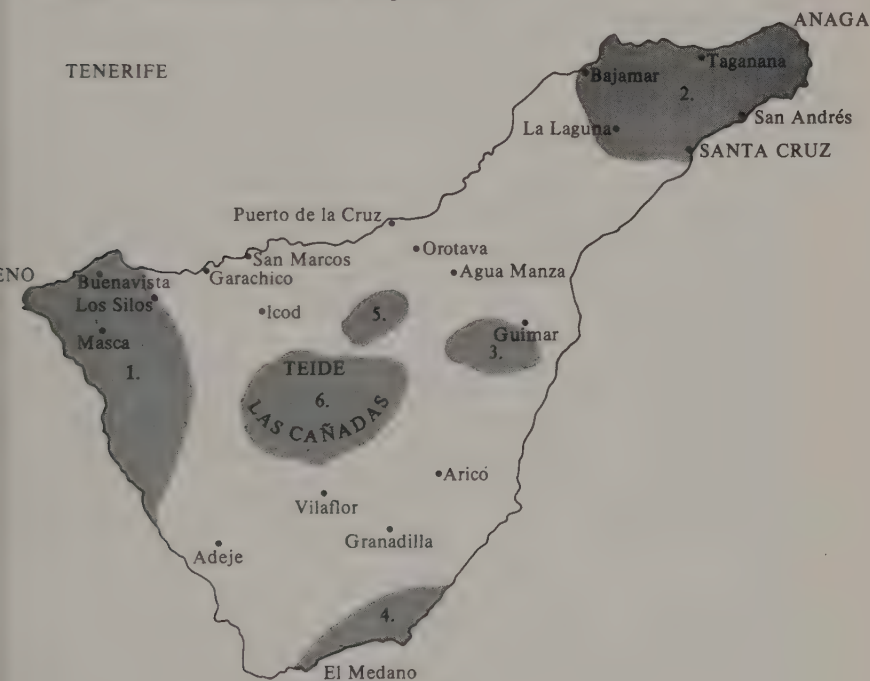 ANAGA
TENERIFE
Taganana
Bajamar
2.
San Andrés
La Laguna
SANTA CRUZ
Puerto de la Cruz
Orotava
San Marcos
ENO
Garachico
Agua Manza
Buenavista
Los Silos
Icod
5.
Guimar
Masca
3.
TEIDE
1.
6.
LAS CAÑADAS
Arico
Vilaflor
Granadilla
Adeje
4.
El Medano